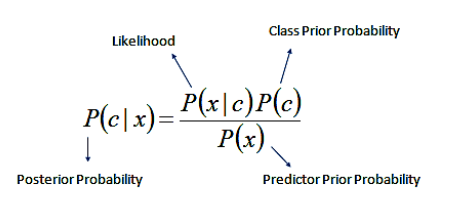 Likelihood
Class Prior Probability
P(c|x)=P(x|c)P(c)
P(x)
Posterior Probability
Predictor Prior Probability